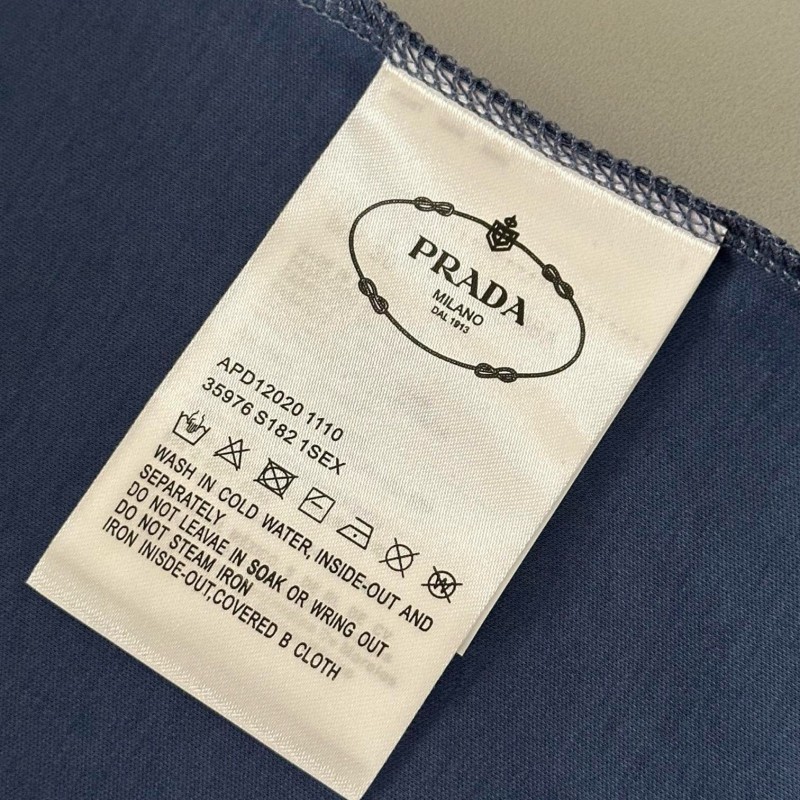 PRADA
MILANO
DAL 1913
APD12020 1110
35976 S182 1SEX
WASH IN COLD WATER, INSIDE-OUT AND
SEPARATELY
DO NOT LEAVAE IN SOAK OR WRING OUT
DO NOT STEAM IRON
IRON INISDE-OUT,COVERED B CLOTH